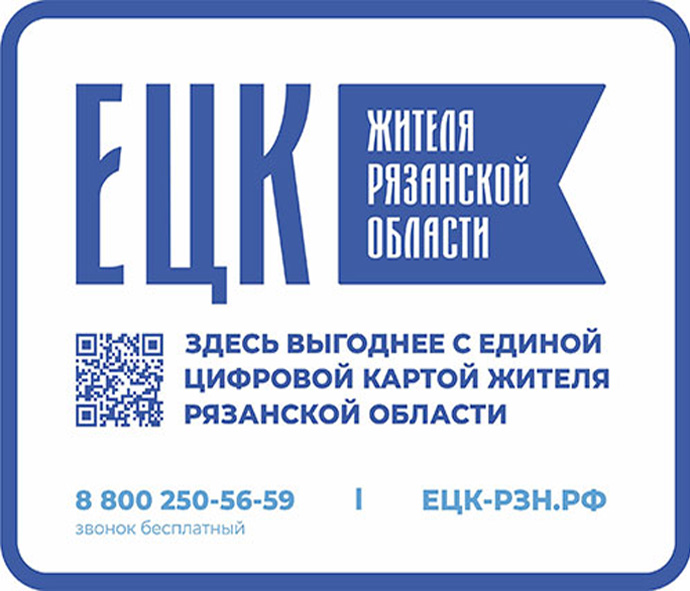 ЕЦК
ЖИТЕЛЯ
РЯЗАНСКОЙ
ОБЛАСТИ
ЗДЕСЬ ВЫГОДНЕЕ С ЕДИНОЙ
ЦИФРОВОЙ КАРТОЙ ЖИТЕЛЯ
РЯЗАНСКОЙ ОБЛАСТИ
8 800 250-56-59 | ЕЦК-РЗН.РФ
звонок бесплатный